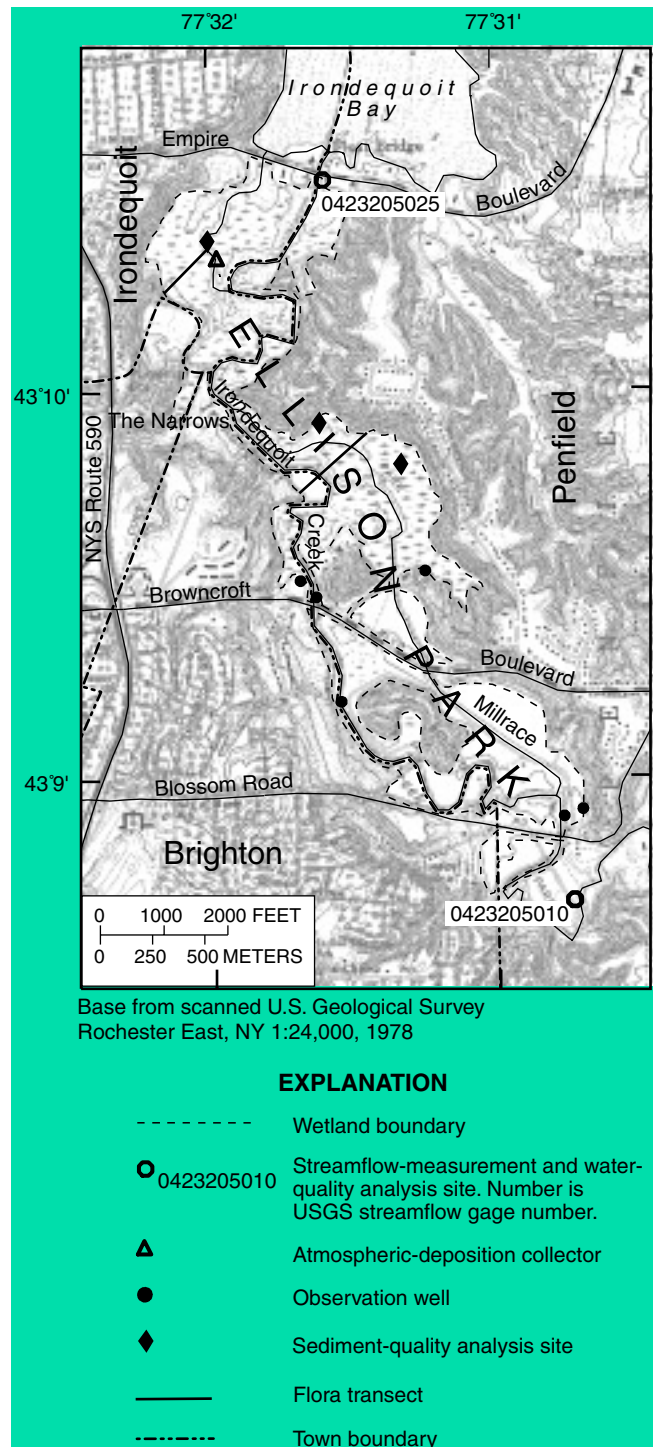 77°32'
77°31'
Irondequoit
Bay
Empire
Boulevard
0423205025
Irondequoit
ELLISON PARK
43°10'
Irondequoit
The Narrows
Penfield
NYS Route 590
Creek
Browncroft
Boulevard
Millrace
43°9'
Blossom Road
Brighton
0423205010
0 1000 2000 FEET
0 250 500 METERS
Base from scanned U.S. Geological Survey
Rochester East, NY 1:24,000, 1978
EXPLANATION
Wetland boundary
0423205010
Streamflow-measurement and water-
quality analysis site. Number is
USGS streamflow gage number.
Atmospheric-deposition collector
Observation well
Sediment-quality analysis site
Flora transect
Town boundary